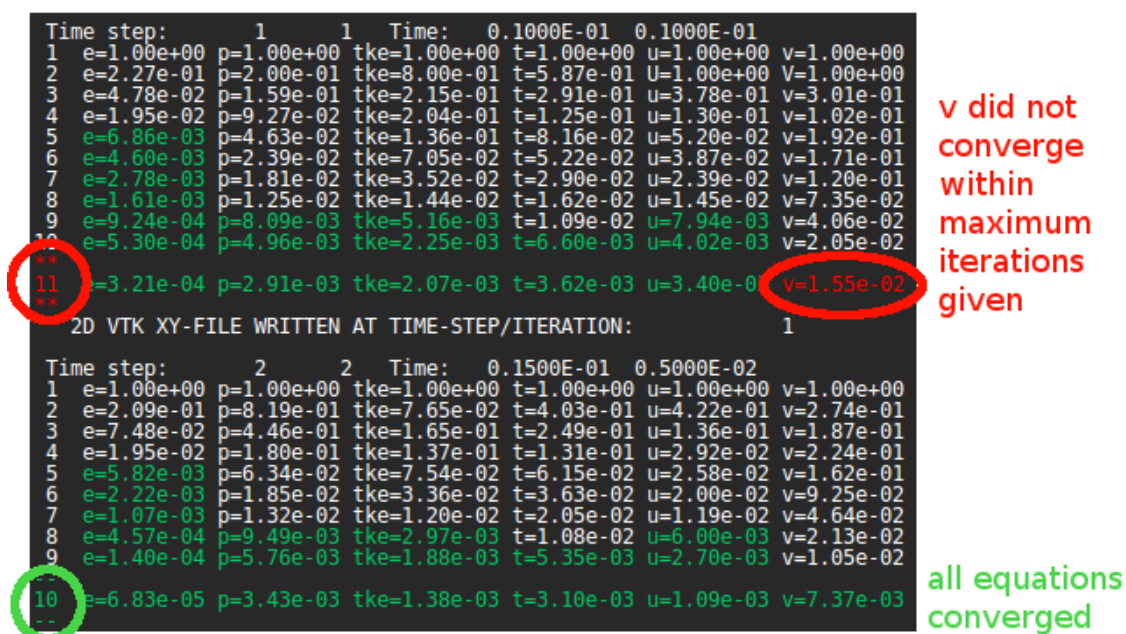 Time step: 1 1 Time: 0.1000E-01 0.1000E-01
1 e=1.00e+00 p=1.00e+00 tke=1.00e+00 t=1.00e+00 u=1.00e+00 v=1.00e+00
2 e=2.27e-01 p=2.00e-01 tke=8.00e-01 t=5.87e-01 U=1.00e+00 V=1.00e+00
3 e=4.78e-02 p=1.59e-01 tke=2.15e-01 t=2.91e-01 u=3.78e-01 v=3.01e-01
4 e=1.95e-02 p=9.27e-02 tke=2.04e-01 t=1.25e-01 u=1.30e-01 v=1.02e-01
5 e=6.86e-03 p=4.63e-02 tke=1.36e-01 t=8.16e-02 u=5.20e-02 v=1.92e-01
6 e=4.60e-03 p=2.39e-02 tke=7.05e-02 t=5.22e-02 u=3.87e-02 v=1.71e-01
7 e=2.78e-03 p=1.81e-02 tke=3.52e-02 t=2.90e-02 u=2.39e-02 v=1.20e-01
8 e=1.61e-03 p=1.25e-02 tke=1.44e-02 t=1.62e-02 u=1.45e-02 v=7.35e-02
9 e=9.24e-04 p=8.09e-03 tke=5.16e-03 t=1.09e-02 u=7.94e-03 v=4.06e-02
10 e=5.30e-04 p=4.96e-03 tke=2.25e-03 t=6.60e-03 u=4.02e-03 v=2.05e-02
**
11 e=3.21e-04 p=2.91e-03 tke=2.07e-03 t=3.62e-03 v=1.55e-02
**
2D VTK XY-FILE WRITTEN AT TIME-STEP/ITERATION: 1
Time step: 2 2 Time: 0.1500E-01 0.5000E-02
1 e=1.00e+00 p=1.00e+00 tke=1.00e+00 t=1.00e+00 u=1.00e+00 v=1.00e+00
2 e=2.09e-01 p=8.19e-01 tke=7.65e-02 t=4.03e-01 u=4.22e-01 v=2.74e-01
3 e=7.48e-02 p=4.46e-01 tke=1.65e-01 t=2.49e-01 u=1.36e-01 v=1.87e-01
4 e=1.95e-02 p=1.80e-01 tke=1.37e-01 t=1.31e-01 u=2.92e-02 v=2.24e-01
5 e=5.82e-03 p=6.34e-02 tke=7.54e-02 t=6.15e-02 u=2.58e-02 v=1.62e-01
6 e=2.22e-03 p=1.85e-02 tke=3.36e-02 t=3.63e-02 u=2.00e-02 v=9.25e-02
7 e=1.07e-03 p=1.32e-02 tke=1.20e-02 t=2.05e-02 u=1.19e-02 v=4.64e-02
8 e=4.57e-04 p=9.49e-03 tke=2.97e-03 t=1.08e-02 u=6.00e-03 v=2.13e-02
9 e=1.40e-04 p=5.76e-03 tke=1.88e-03 t=5.35e-03 u=2.70e-03 v=1.05e-02
--
10 e=6.83e-05 p=3.43e-03 tke=1.38e-03 t=3.10e-03 u=1.09e-03 v=7.37e-03
--
v did not
converge
within
maximum
iterations
given
all equations
converged